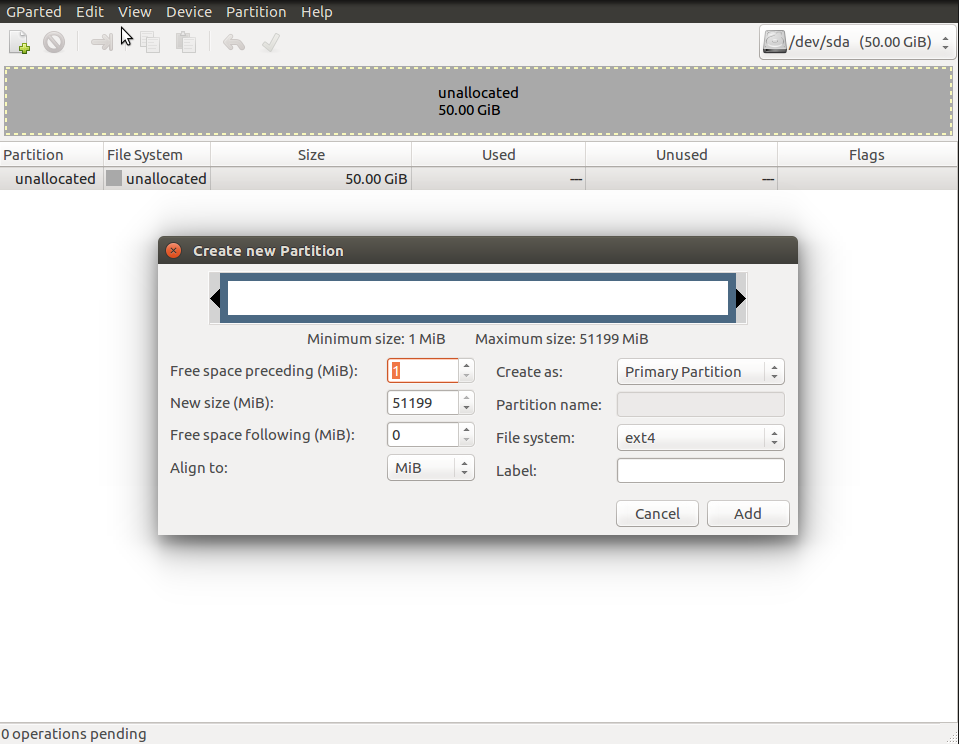 GParted Edit View Device Partition Help
/dev/sda (50.00 GiB)
unallocated
50.00 GiB
Partition File System Size Used Unused Flags
unallocated unallocated 50.00 GiB --- ---
Create new Partition
Minimum size: 1 MiB Maximum size: 51199 MiB
Free space preceding (MiB): 1 Create as: Primary Partition
New size (MiB): 51199 Partition name:
Free space following (MiB): 0 File system: ext4
Align to: MiB Label:
Cancel Add
0 operations pending